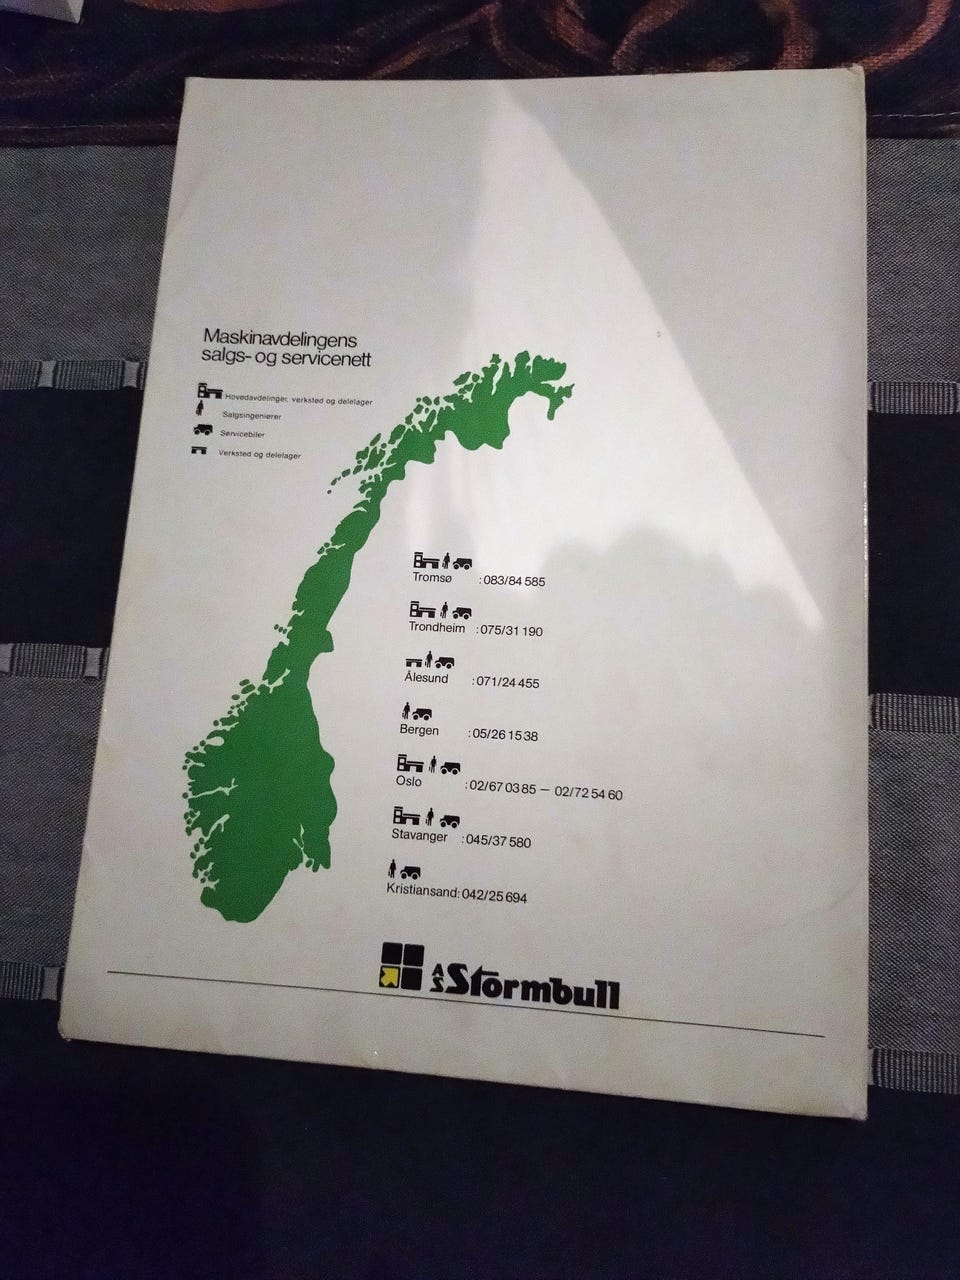 Maskinavdelingens
salgs- og servicenett
Hovedavdelinger, verksted og delelager
Salgsingeniører
Servicebiler
Verksted og delelager
Tromsø : 083/84 585
Trondheim : 075/31 190
Ålesund : 071/24 455
Bergen : 05/26 15 38
Oslo : 02/67 03 85 — 02/72 54 60
Stavanger : 045/37 580
Kristiansand: 042/25 694
A/S Stormbull